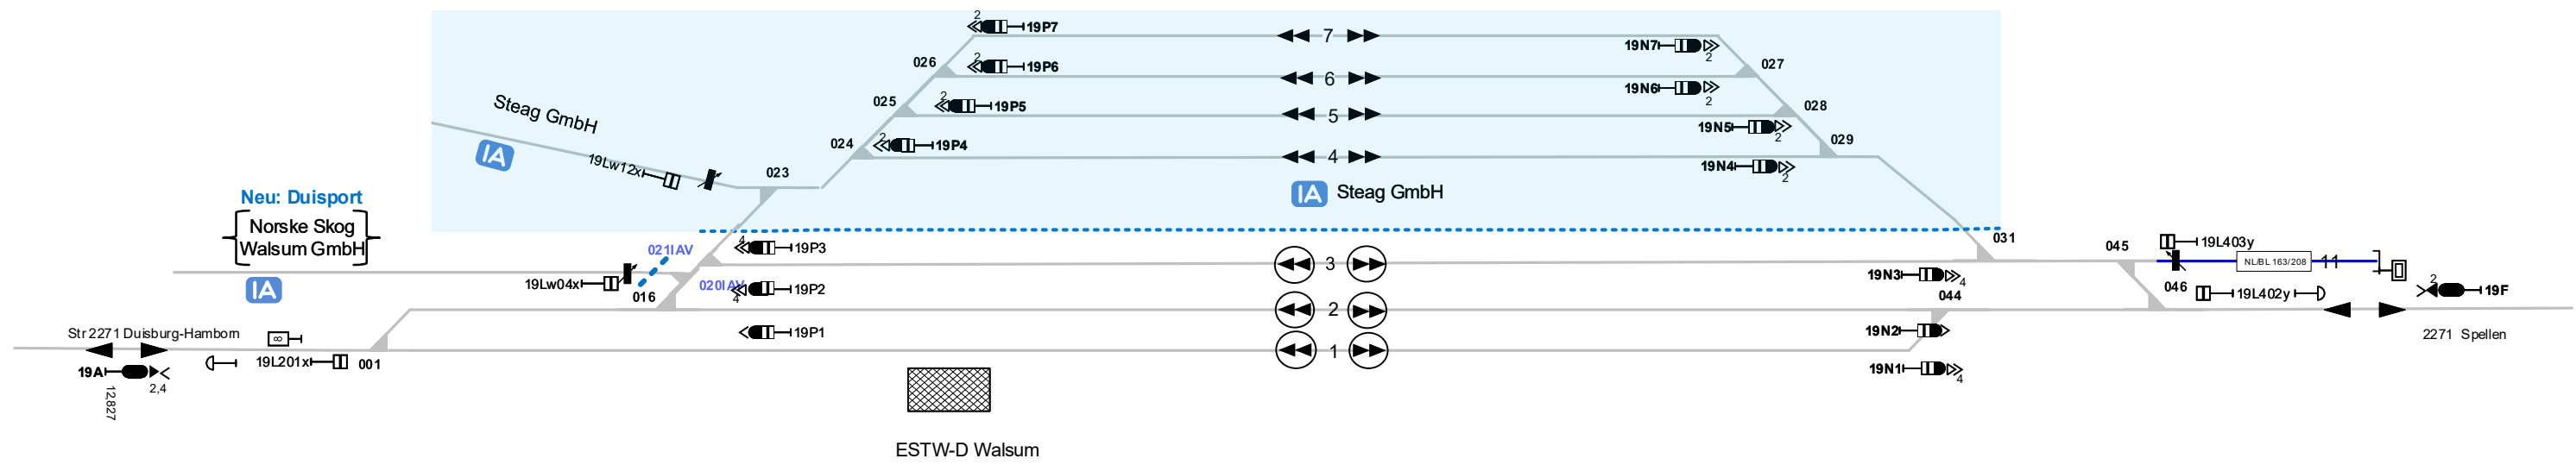 2
19P7
7
19N7
2
026
2
19P6
027
6
19N6
2
025
2
19P5
028
5
19N5
2
Steag GmbH
029
024
2
19P4
4
19N4
2
IA
19Lw12x
023
IA Steag GmbH
Neu: Duisport
Norske Skog
Walsum GmbH
021IAV
4
19P3
3
031
045
19L403y
NL/BL 163/208
11
IA
19Lw04x
016
020IAV
4
19P2
2
19N3
4
044
046
19L402y
2
19F
Str 2271 Duisburg-Hamborn
8
19P1
1
19N2
2271 Spellen
19A
2,4
12,827
19L201x
001
19N1
4
ESTW-D Walsum